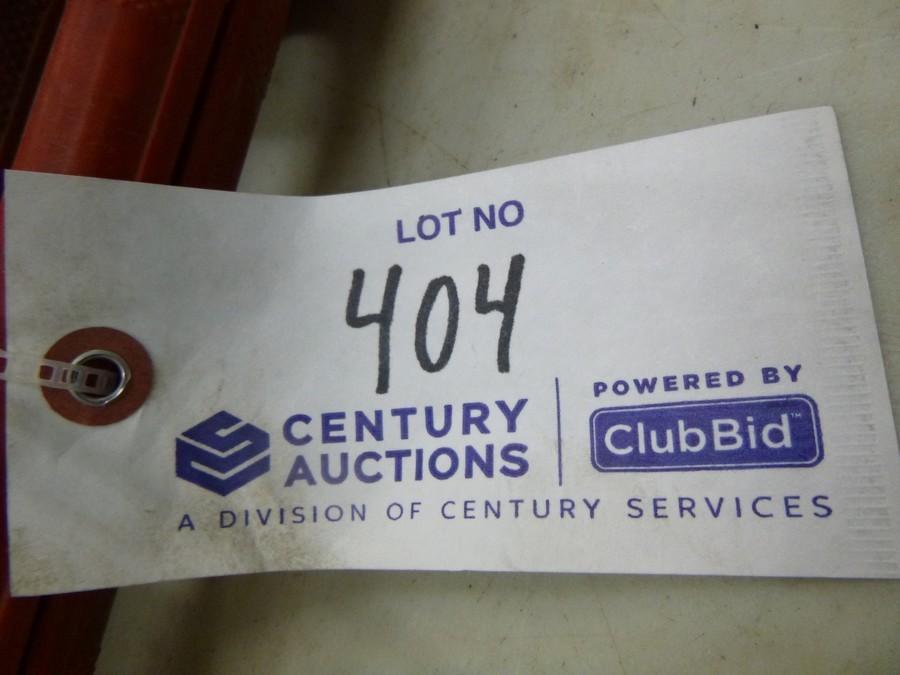 LOT NO
404
CENTURY
AUCTIONS
POWERED BY
ClubBid™
A DIVISION OF CENTURY SERVICES